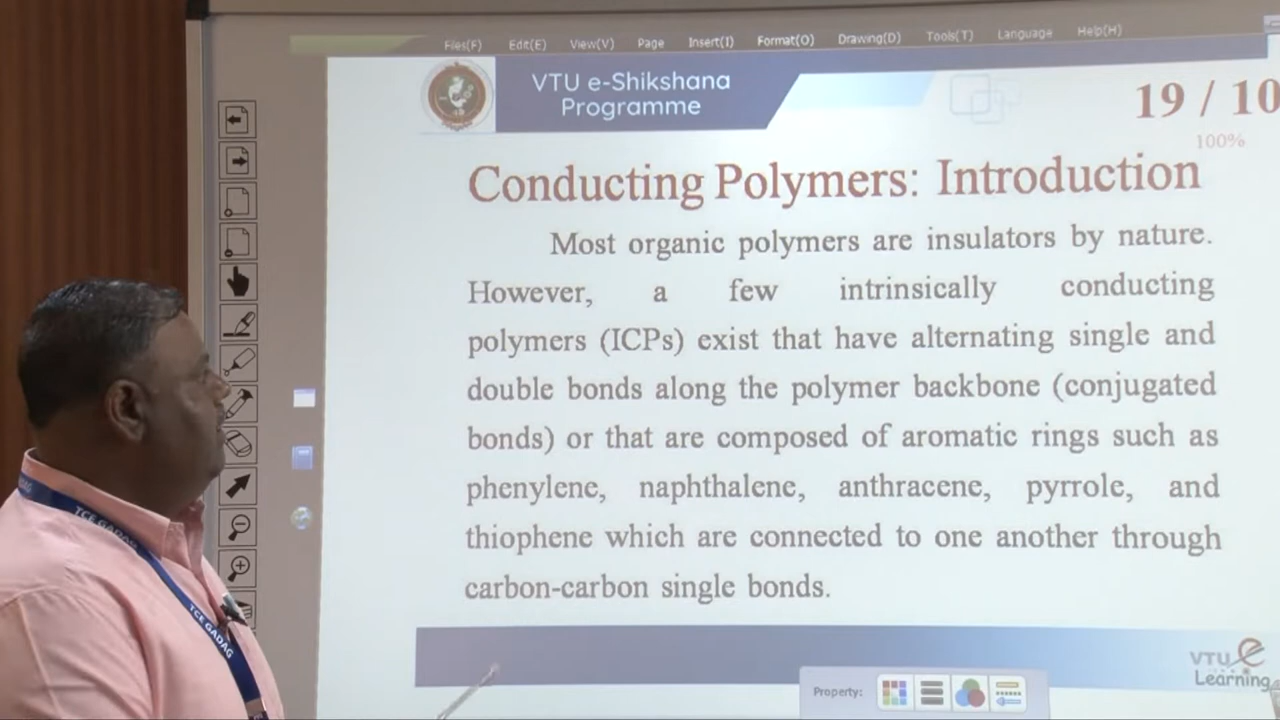 Files(F) Edit(E) View(V) Page Insert(I) Format(O) Drawing(D) Tools(T) Language Help(H)
VTU e-Shikshana
Programme
19 / 10
100%
Conducting Polymers: Introduction
Most organic polymers are insulators by nature.
However, a few intrinsically conducting
polymers (ICPs) exist that have alternating single and
double bonds along the polymer backbone (conjugated
bonds) or that are composed of aromatic rings such as
phenylene, naphthalene, anthracene, pyrrole, and
thiophene which are connected to one another through
carbon-carbon single bonds.
TCE GADAG
TCE GADAG
VTU e
Learning
Property: